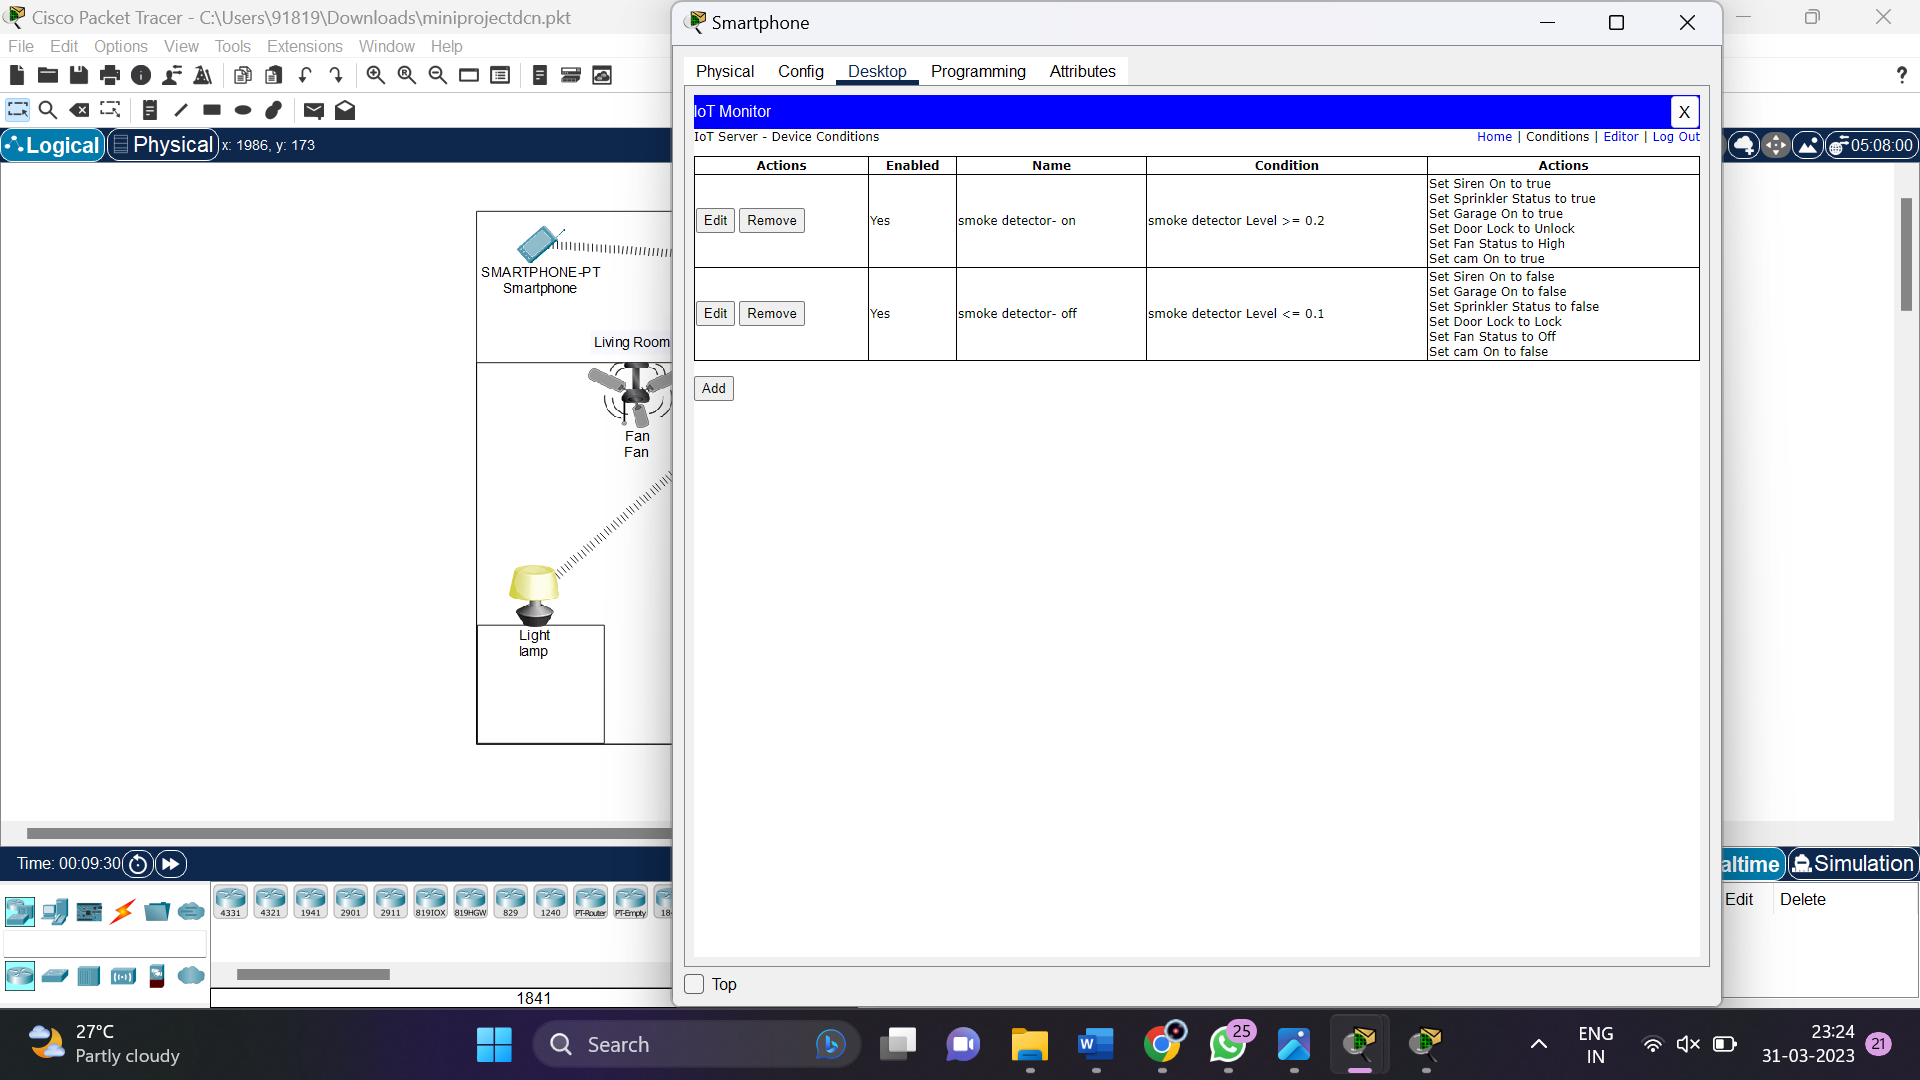 Cisco Packet Tracer - C:\Users\91819\Downloads\miniprojectdcn.pkt
File Edit Options View Tools Extensions Window Help
?
Logical Physical x: 1986, y: 173
05:08:00
SMARTPHONE-PT
Smartphone
Living Room
Fan
Fan
Light
lamp
Smartphone
Physical Config Desktop Programming Attributes
IoT Monitor X
IoT Server - Device Conditions Home | Conditions | Editor | Log Out
Actions Enabled Name Condition Actions
Edit Remove Yes smoke detector- on smoke detector Level >= 0.2
Set Siren On to true
Set Sprinkler Status to true
Set Garage On to true
Set Door Lock to Unlock
Set Fan Status to High
Set cam On to true
Edit Remove Yes smoke detector- off smoke detector Level <= 0.1
Set Siren On to false
Set Garage On to false
Set Sprinkler Status to false
Set Door Lock to Lock
Set Fan Status to Off
Set cam On to false
Add
Top
Time: 00:09:30
altime Simulation
Edit Delete
4331 4321 1941 2901 2911 819IOX 819HGW 829 1240 PT-Router PT-Empty 18
1841
27°C
Partly cloudy
Search
25
ENG
IN
23:24
31-03-2023
21